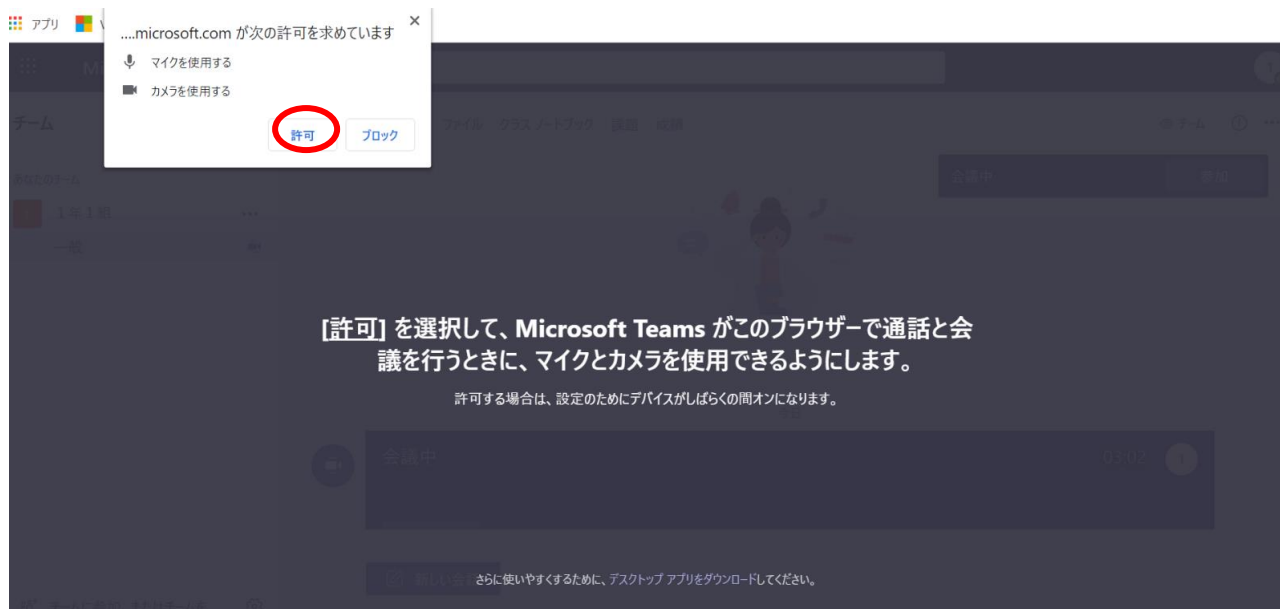 アプリ
....microsoft.com が次の許可を求めています
×
マイクを使用する
カメラを使用する
許可 ブロック
チーム
ファイル クラス ノートブック 課題 成績
チーム
会議中 参加
あなたのチーム
1年1組
一般
[許可] を選択して、Microsoft Teams がこのブラウザーで通話と会
議を行うときに、マイクとカメラを使用できるようにします。
許可する場合は、設定のためにデバイスがしばらくの間オンになります。
会議中 03:02
さらに使いやすくするために、デスクトップ アプリをダウンロードしてください。